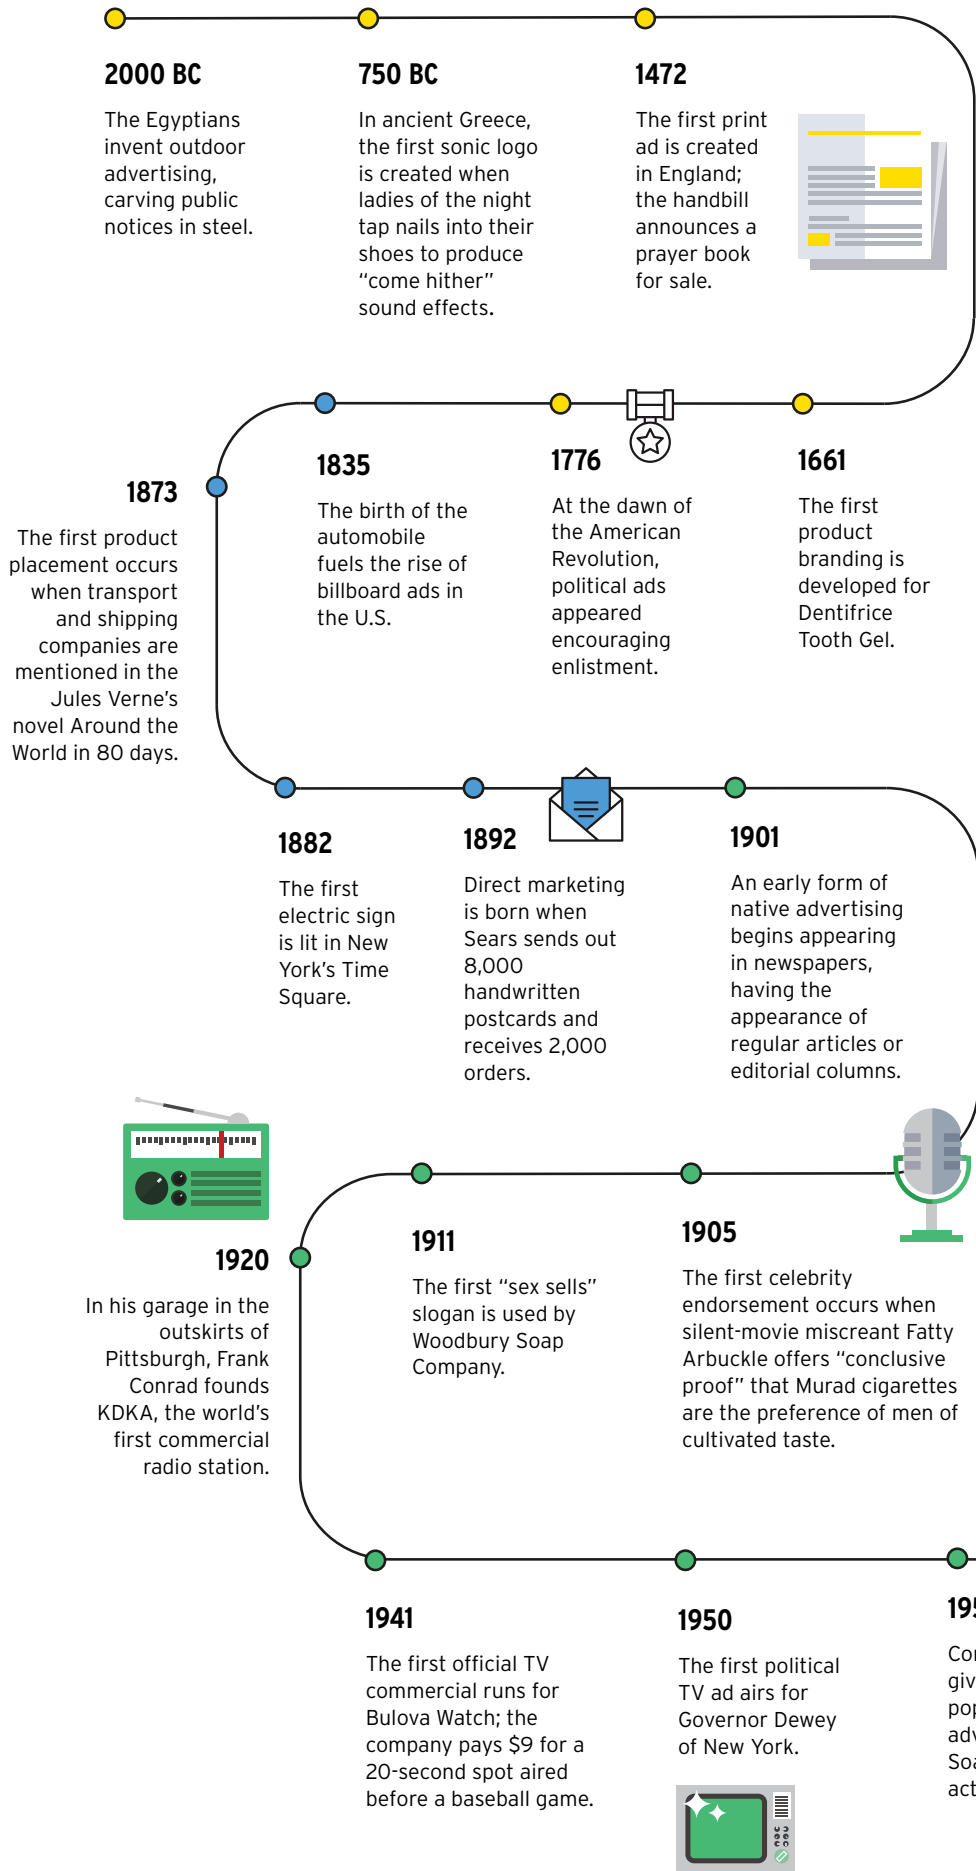 2000 BC
The Egyptians
invent outdoor
advertising,
carving public
notices in steel.
750 BC
In ancient Greece,
the first sonic logo
is created when
ladies of the night
tap nails into their
shoes to produce
“come hither”
sound effects.
1472
The first print
ad is created
in England;
the handbill
announces a
prayer book
for sale.
1661
The first
product
branding is
developed for
Dentifrice
Tooth Gel.
1776
At the dawn of
the American
Revolution,
political ads
appeared
encouraging
enlistment.
1835
The birth of the
automobile
fuels the rise of
billboard ads in
the U.S.
1873
The first product
placement occurs
when transport
and shipping
companies are
mentioned in the
Jules Verne’s
novel Around the
World in 80 days.
1882
The first
electric sign
is lit in New
York’s Time
Square.
1892
Direct marketing
is born when
Sears sends out
8,000
handwritten
postcards and
receives 2,000
orders.
1901
An early form of
native advertising
begins appearing
in newspapers,
having the
appearance of
regular articles or
editorial columns.
1905
The first celebrity
endorsement occurs when
silent-movie miscreant Fatty
Arbuckle offers “conclusive
proof” that Murad cigarettes
are the preference of men of
cultivated taste.
1911
The first “sex sells”
slogan is used by
Woodbury Soap
Company.
1920
In his garage in the
outskirts of
Pittsburgh, Frank
Conrad founds
KDKA, the world’s
first commercial
radio station.
1941
The first official TV
commercial runs for
Bulova Watch; the
company pays $9 for a
20-second spot aired
before a baseball game.
1950
The first political
TV ad airs for
Governor Dewey
of New York.